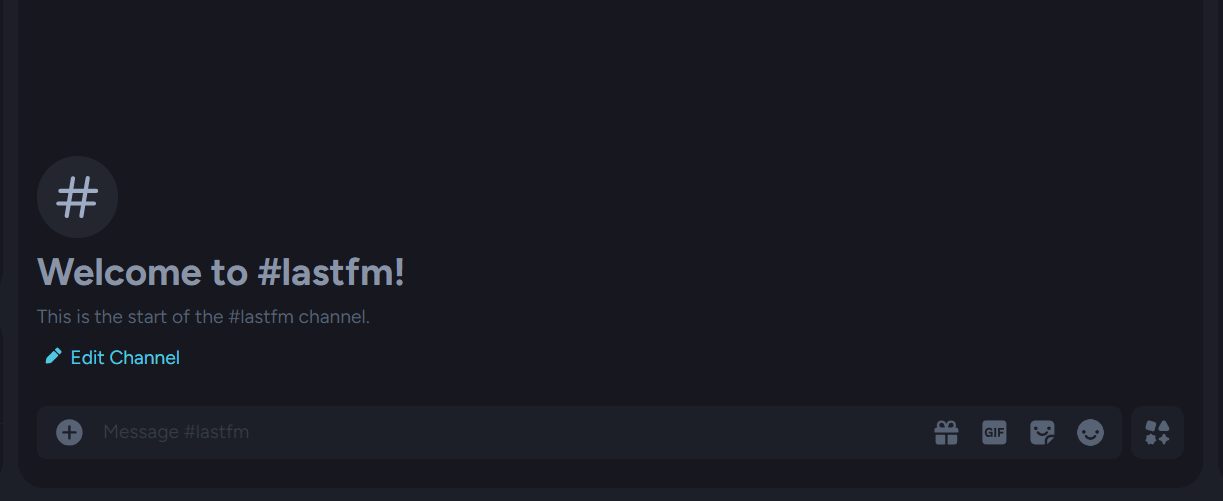 #
Welcome to #lastfm!
This is the start of the #lastfm channel.
Edit Channel
Message #lastfm
GIF